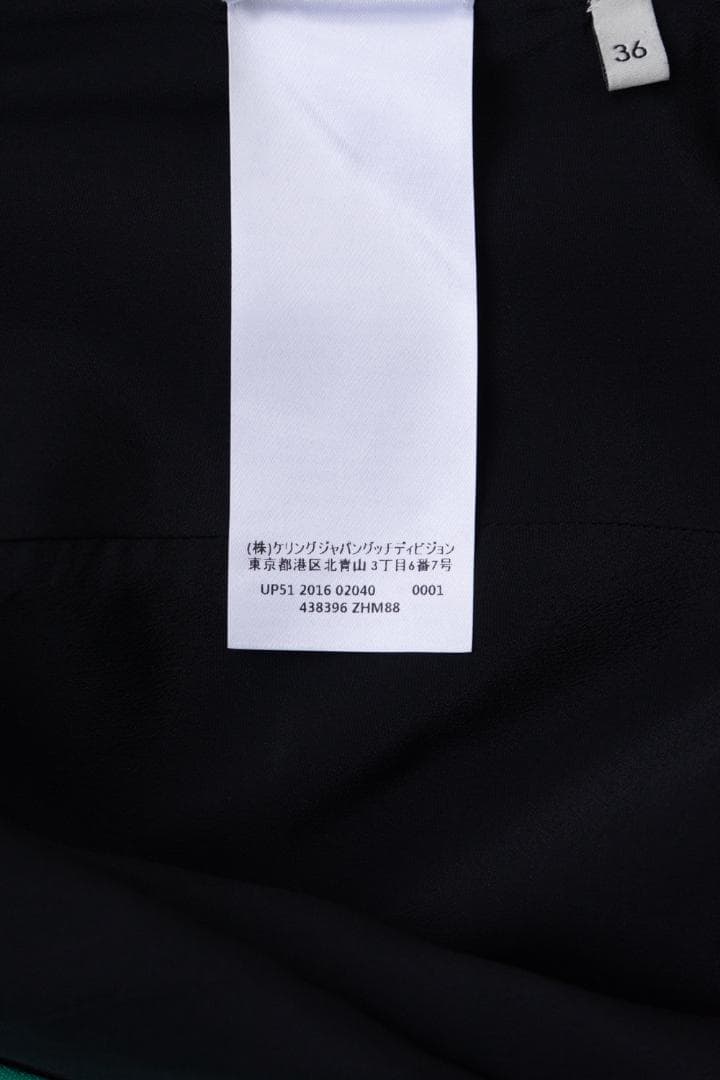 36
(株)ケリングジャパングッチディビジョン
東京都港区北青山 3丁目6番7号
UP51 2016 02040 0001
438396 ZHM88